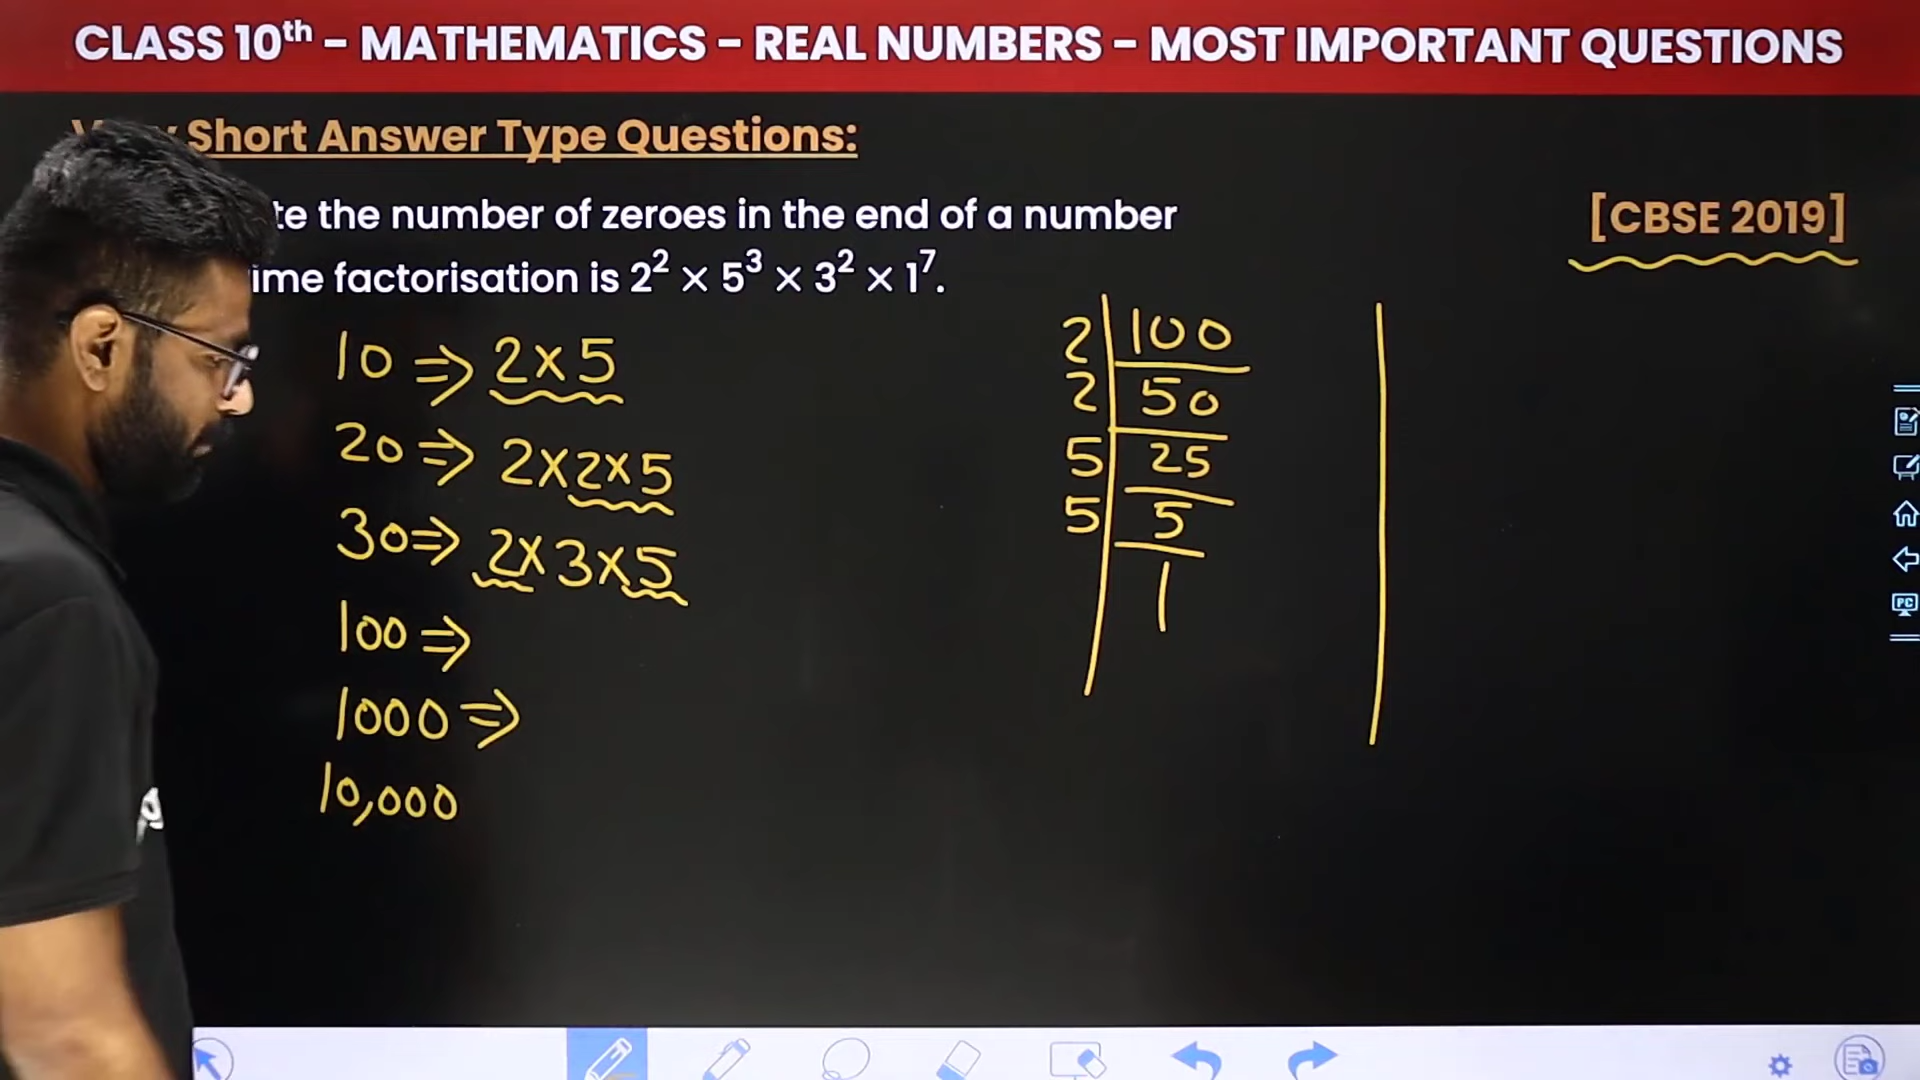 CLASS 10th – MATHEMATICS – REAL NUMBERS – MOST IMPORTANT QUESTIONS
Short Answer Type Questions:
te the number of zeroes in the end of a number
[CBSE 2019]
ime factorisation is 2² × 5³ × 3² × 1⁷.
10 ⇒ 2×5
20 ⇒ 2×2×5
30 ⇒ 2×3×5
100 ⇒
1000 ⇒
10,000
2 | 100
2 | 50
5 | 25
5 | 5
1
PC